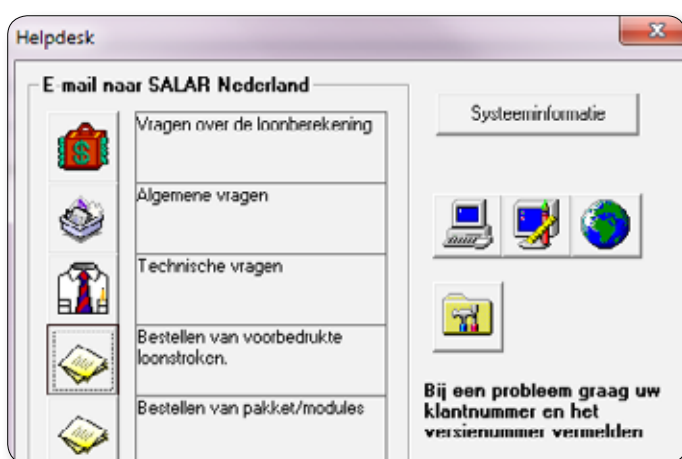 Helpdesk
E-mail naar SALAR Nederland
Vragen over de loonberekening
Algemene vragen
Technische vragen
Bestellen van voorbedrukte
loonstroken.
Bestellen van pakket/modules
Systeeminformatie
Bij een probleem graag uw
klantnummer en het
versienummer vermelden